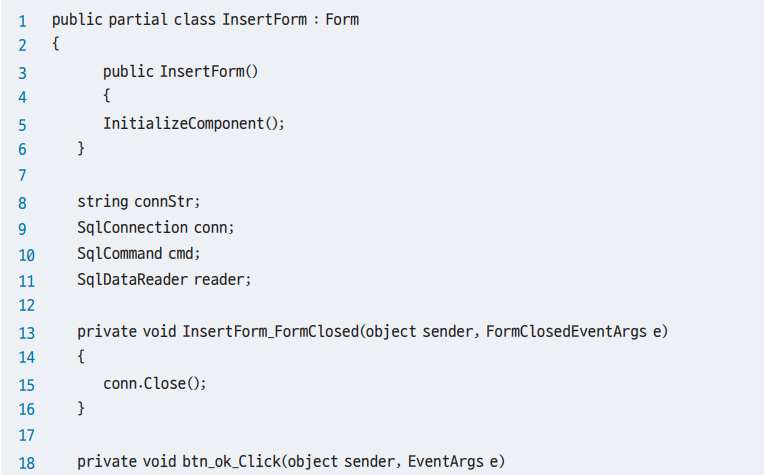 1 public partial class InsertForm : Form
2 {
3 public InsertForm()
4 {
5 InitializeComponent();
6 }
7
8 string connStr;
9 SqlConnection conn;
10 SqlCommand cmd;
11 SqlDataReader reader;
12
13 private void InsertForm_FormClosed(object sender, FormClosedEventArgs e)
14 {
15 conn.Close();
16 }
17
18 private void btn_ok_Click(object sender, EventArgs e)